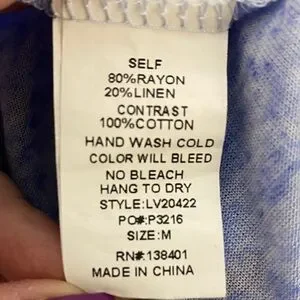 SELF
80%RAYON
20%LINEN
CONTRAST
100%COTTON
HAND WASH COLD
COLOR WILL BLEED
NO BLEACH
HANG TO DRY
STYLE:LV20422
PO#:P3216
SIZE:M
RN#:138401
MADE IN CHINA